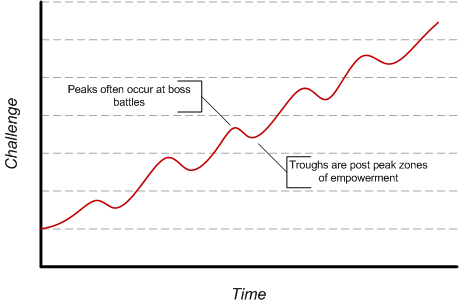 Peaks often occur at boss
battles
Troughs are post peak zones
of empowerment
Challenge
Time